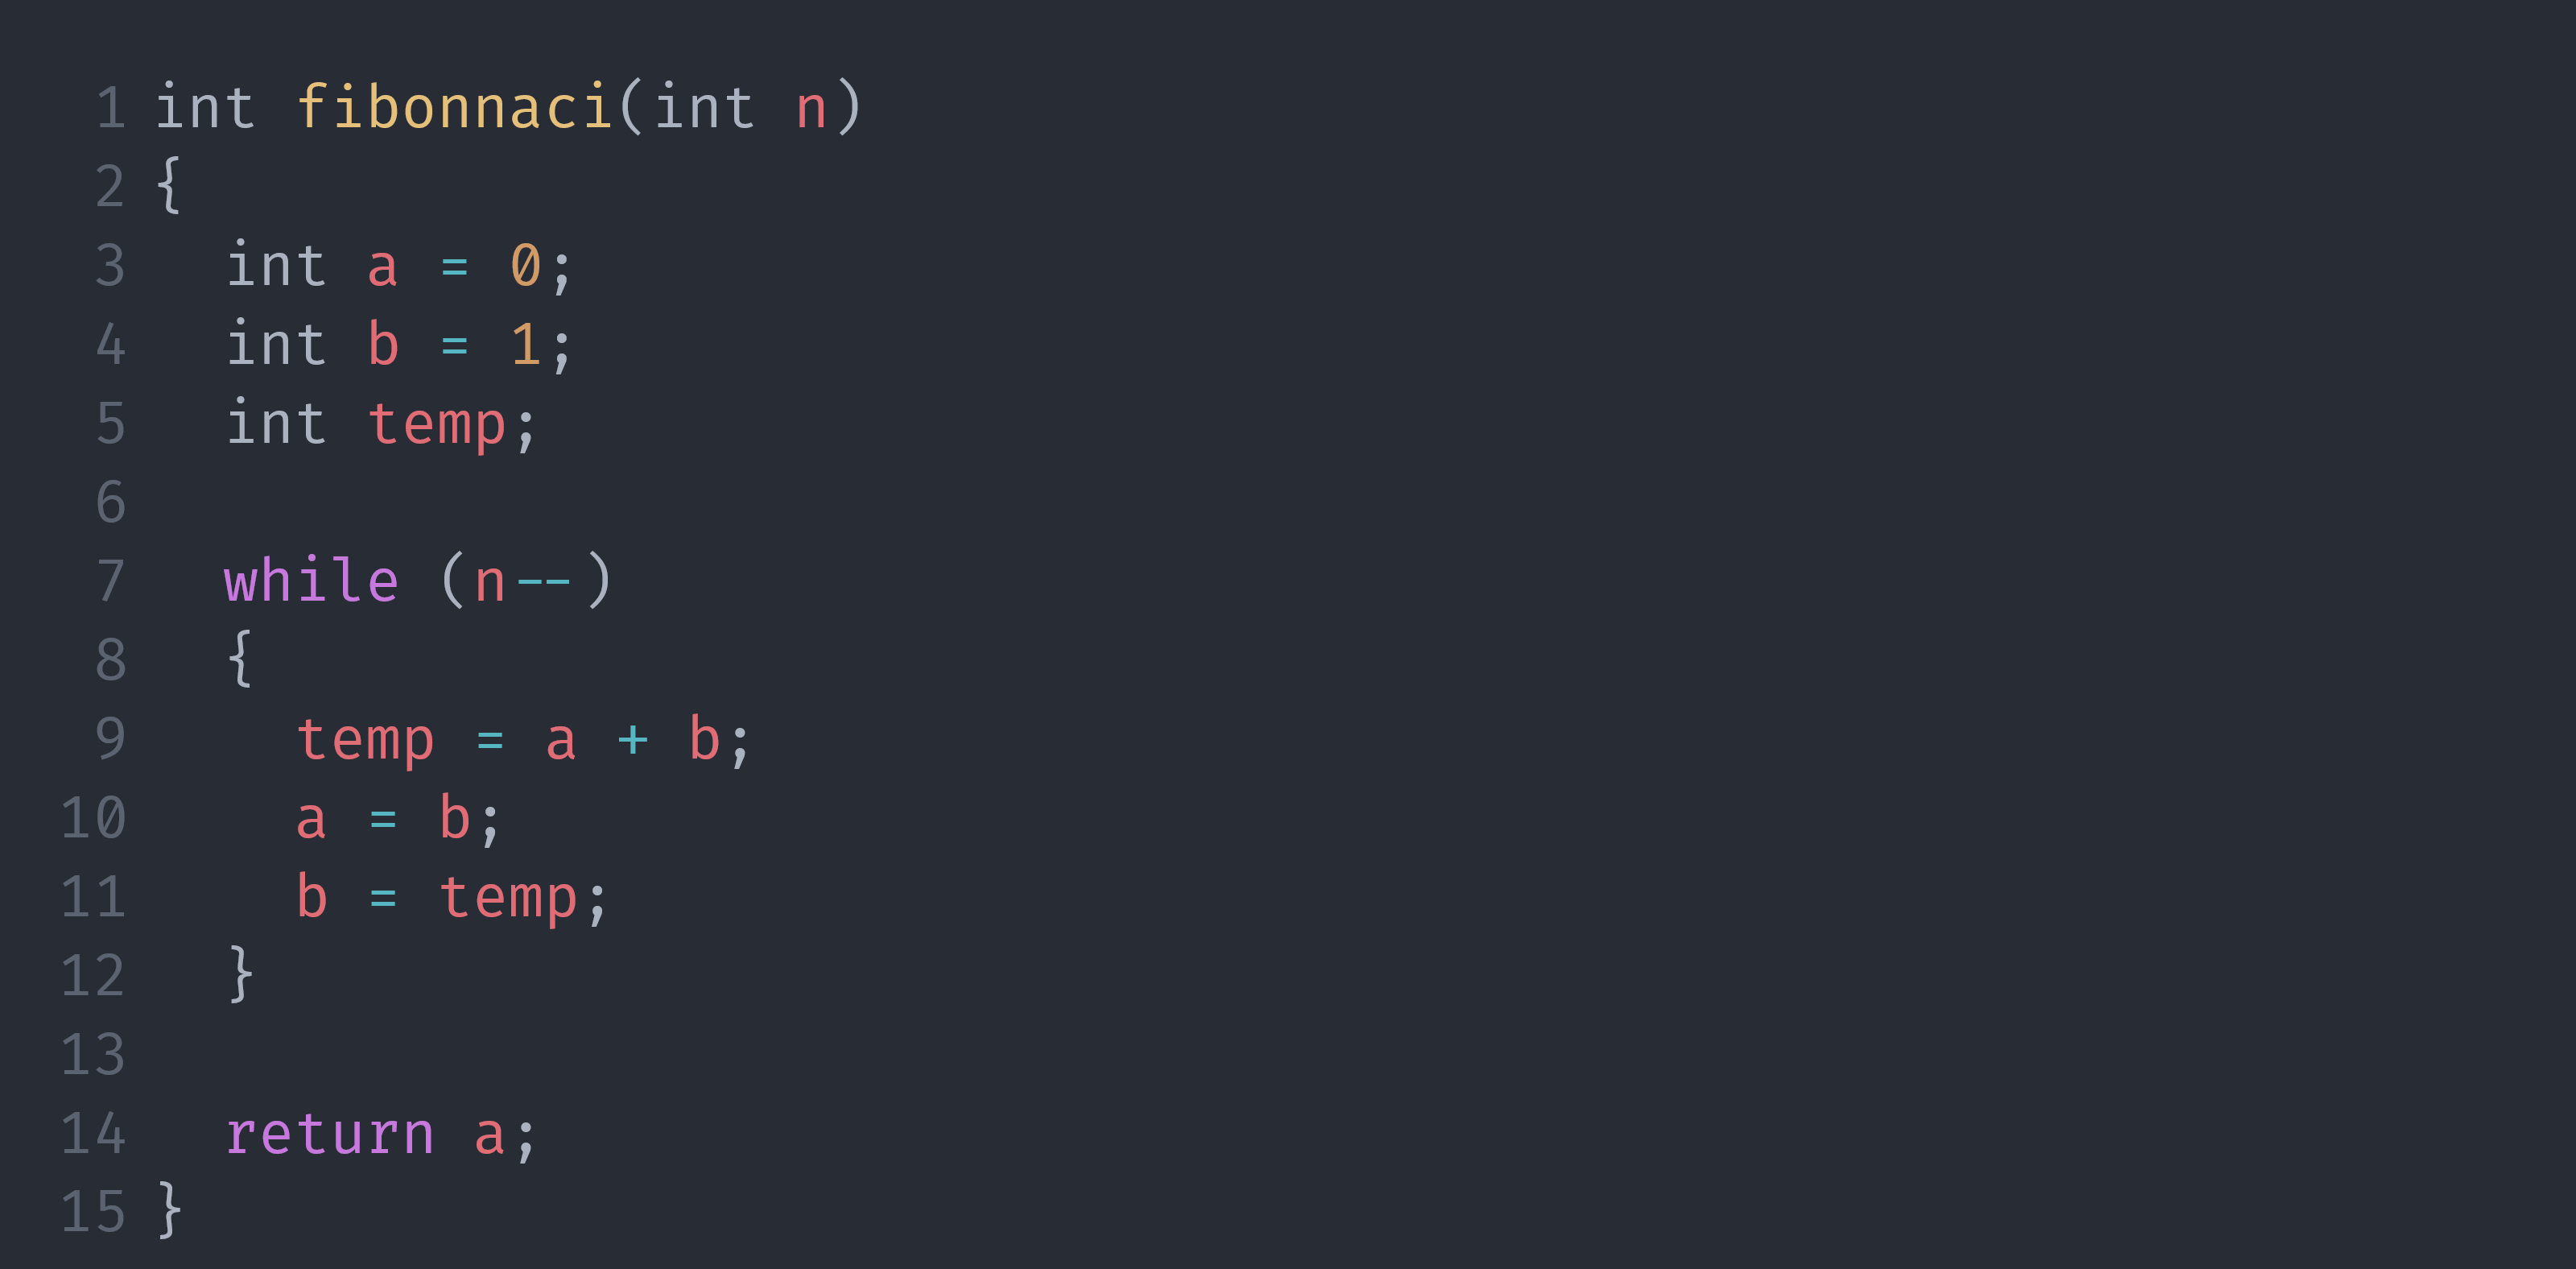 1 int fibonnaci(int n)
2 {
3   int a = 0;
4   int b = 1;
5   int temp;
6
7   while (n--)
8   {
9     temp = a + b;
10     a = b;
11     b = temp;
12   }
13
14   return a;
15 }